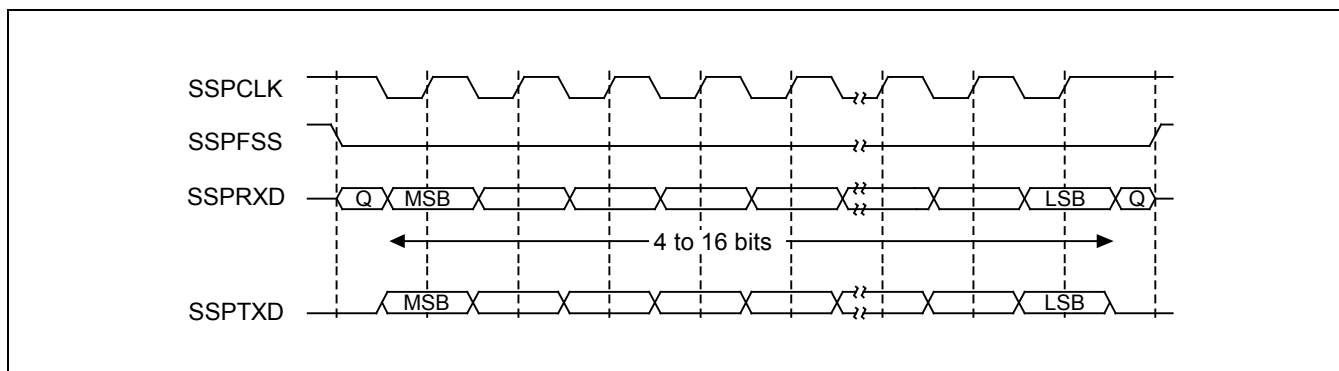 SSPCLK
SSPFSS
SSPRXD Q MSB LSB Q
4 to 16 bits
SSPTXD MSB LSB